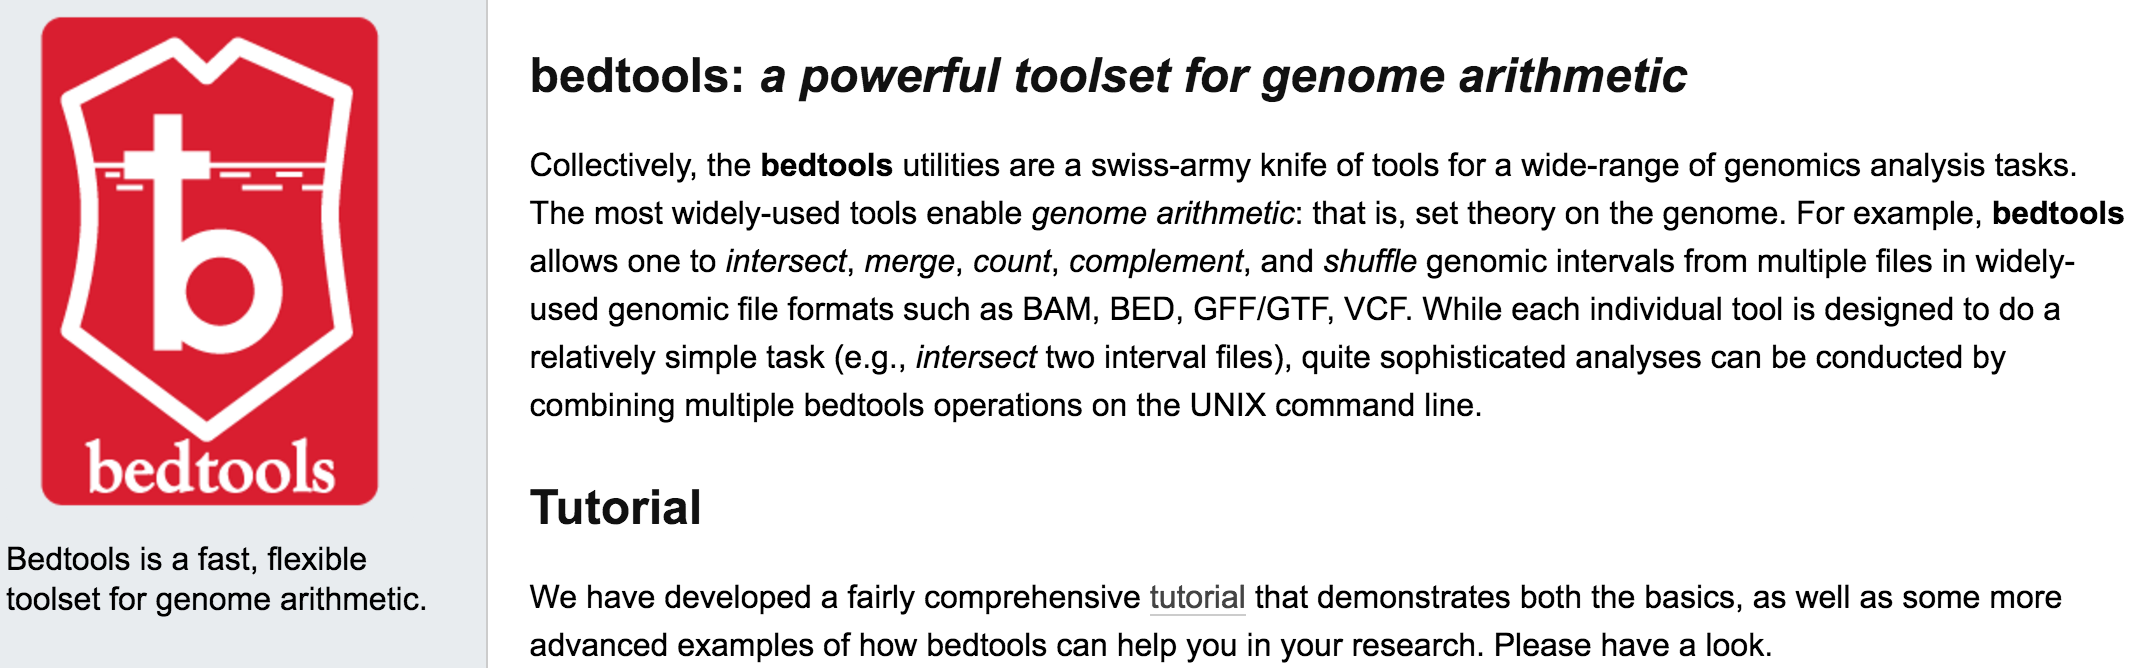 bedtools
Bedtools is a fast, flexible
toolset for genome arithmetic.
bedtools: a powerful toolset for genome arithmetic
Collectively, the bedtools utilities are a swiss-army knife of tools for a wide-range of genomics analysis tasks.
The most widely-used tools enable genome arithmetic: that is, set theory on the genome. For example, bedtools
allows one to intersect, merge, count, complement, and shuffle genomic intervals from multiple files in widely-
used genomic file formats such as BAM, BED, GFF/GTF, VCF. While each individual tool is designed to do a
relatively simple task (e.g., intersect two interval files), quite sophisticated analyses can be conducted by
combining multiple bedtools operations on the UNIX command line.
Tutorial
We have developed a fairly comprehensive tutorial that demonstrates both the basics, as well as some more
advanced examples of how bedtools can help you in your research. Please have a look.